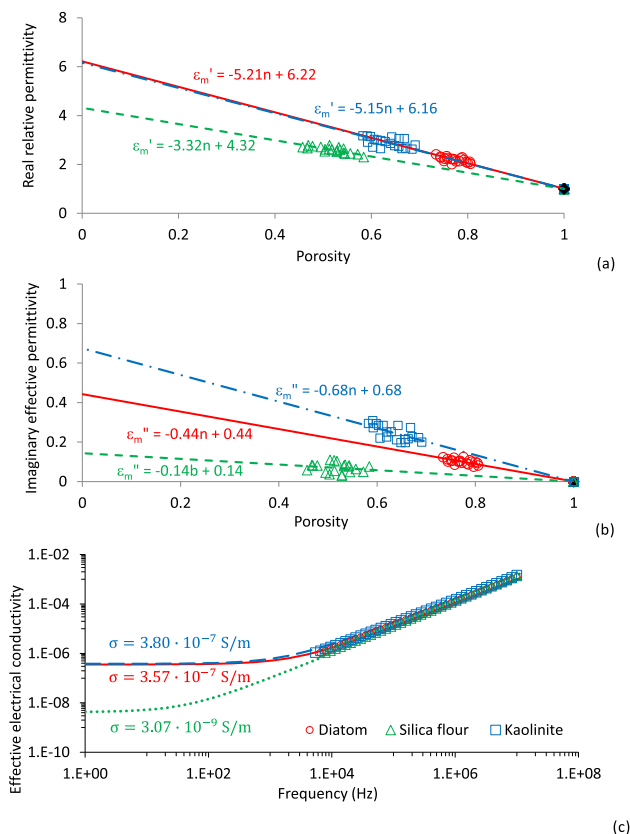 8
6
4
2
0
0
0.2
0.4
0.6
0.8
1
Real relative permittivity
Porosity
εm' = -5.21n + 6.22
εm' = -5.15n + 6.16
εm' = -3.32n + 4.32
(a)
1
0.8
0.6
0.4
0.2
0
0
0.2
0.4
0.6
0.8
1
Imaginary effective permittivity
Porosity
εm'' = -0.68n + 0.68
εm'' = -0.44n + 0.44
εm'' = -0.14b + 0.14
(b)
1.E-02
1.E-04
1.E-06
1.E-08
1.E-10
1.E+00
1.E+02
1.E+04
1.E+06
1.E+08
Effective electrical conductivity
Frequency (Hz)
σ = 3.80 · 10⁻⁷ S/m
σ = 3.57 · 10⁻⁷ S/m
σ = 3.07 · 10⁻⁹ S/m
Diatom
Silica flour
Kaolinite
(c)